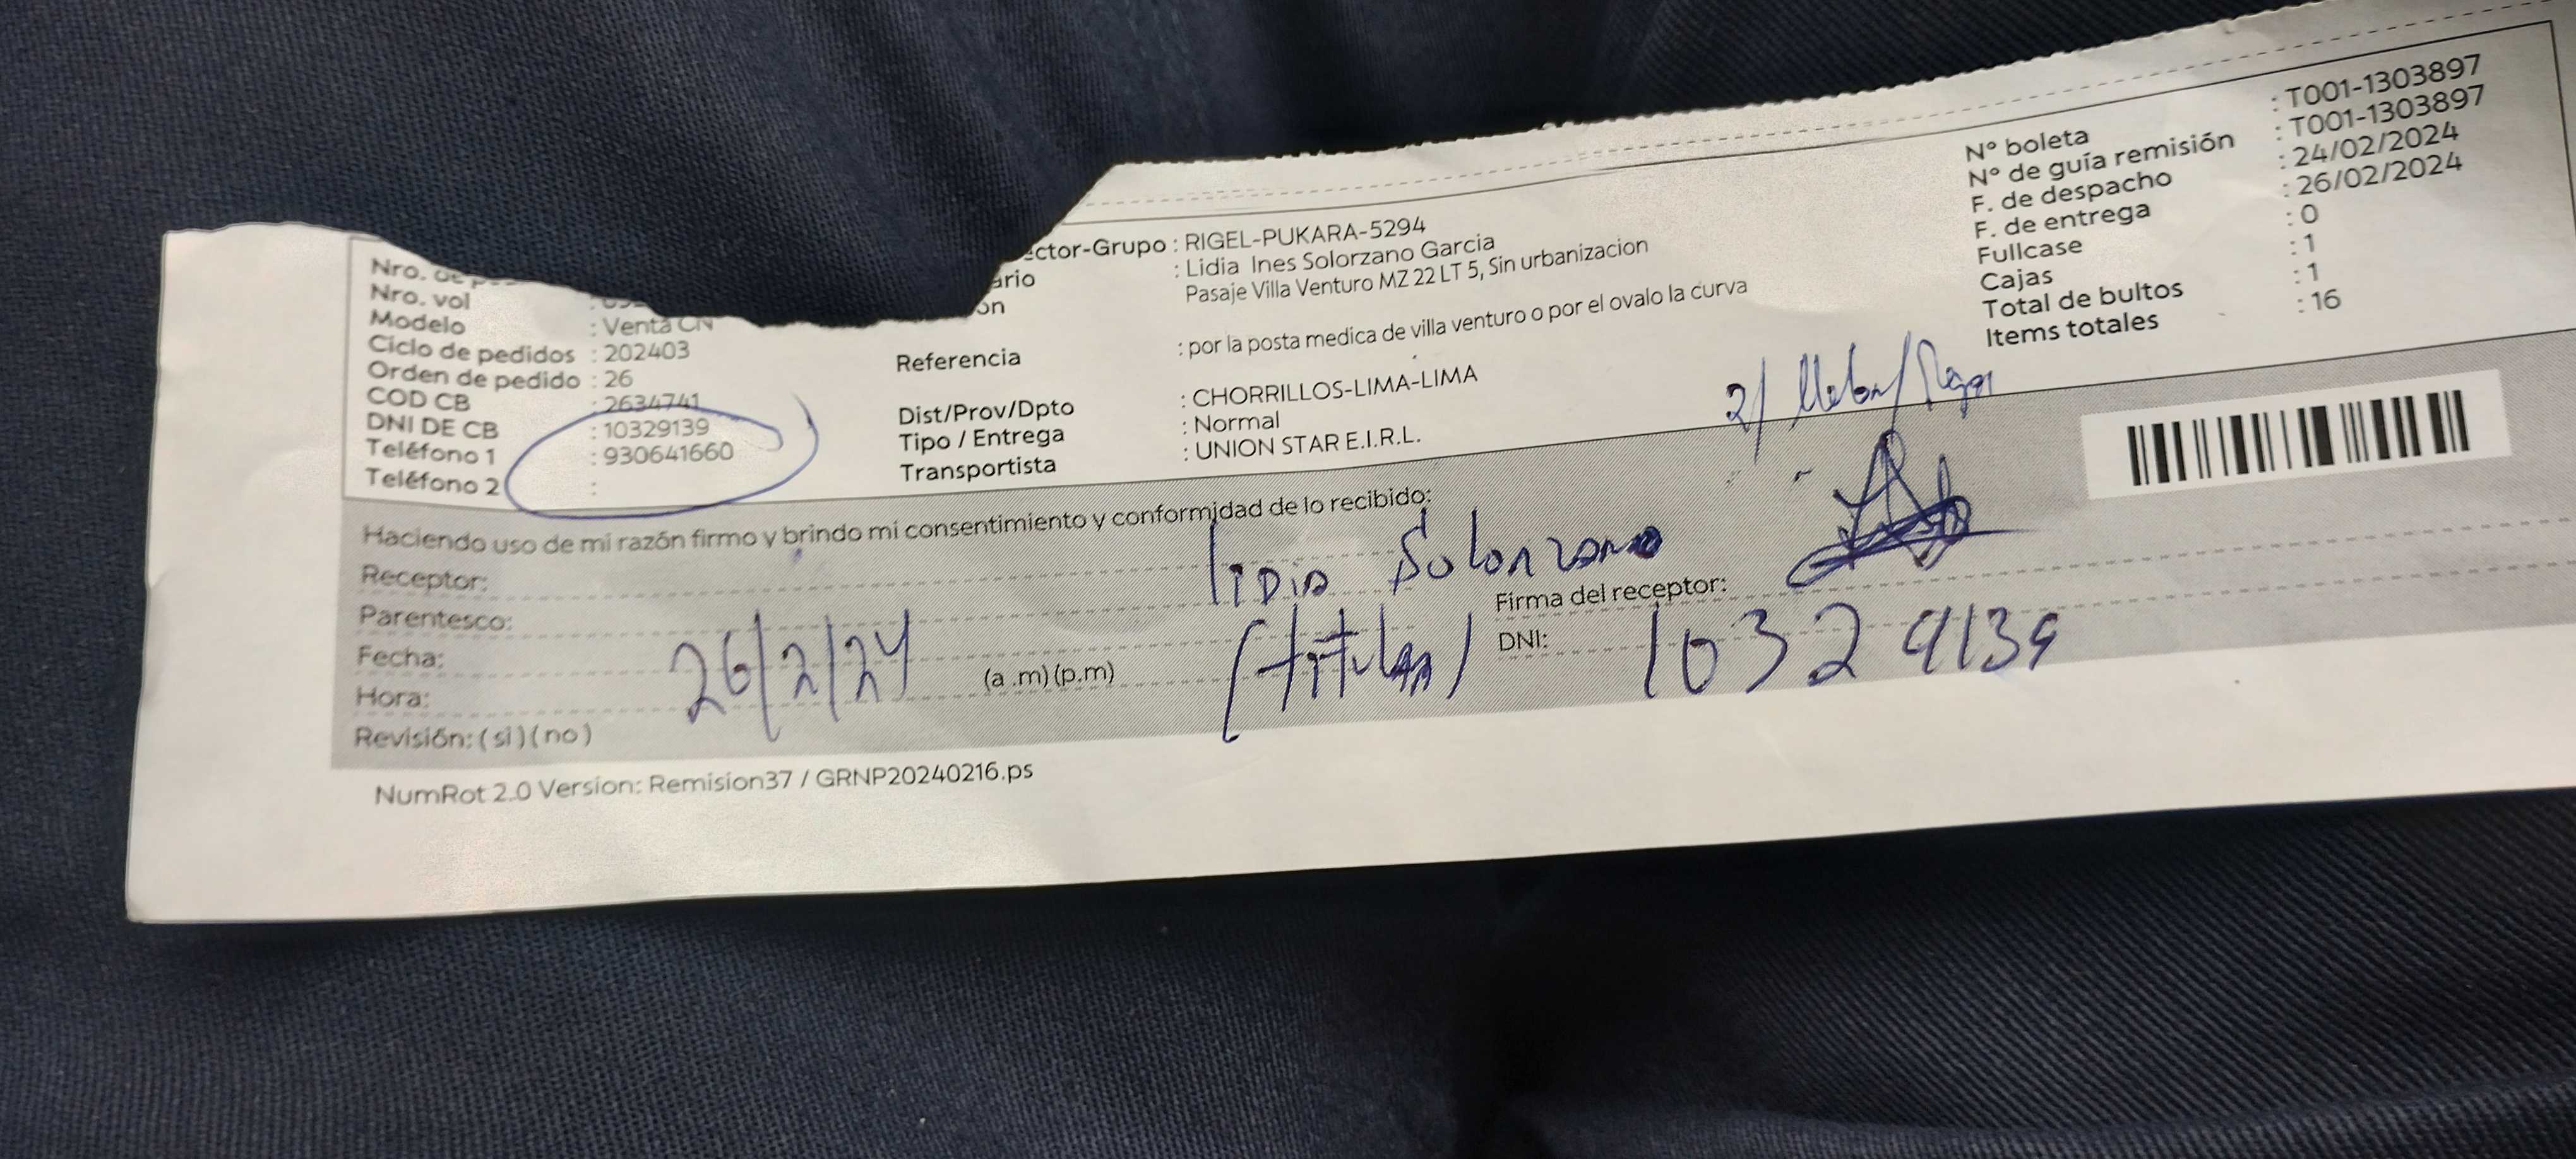 Nro. de
Nro. vol
Modelo : Venta CN
Ciclo de pedidos : 202403
Orden de pedido : 26
COD CB : 2634741
DNI DE CB : 10329139
Teléfono 1 : 930641660
Teléfono 2 :
ector-Grupo : RIGEL-PUKARA-5294
ario : Lidia Ines Solorzano Garcia
ón Pasaje Villa Venturo MZ 22 LT 5, Sin urbanizacion
Referencia : por la posta medica de villa venturo o por el ovalo la curva
Dist/Prov/Dpto : CHORRILLOS-LIMA-LIMA
Tipo / Entrega : Normal
Transportista : UNION STAR E.I.R.L.
N° boleta : T001-1303897
N° de guía remisión : T001-1303897
F. de despacho : 24/02/2024
F. de entrega : 26/02/2024
Fullcase : 0
Cajas : 1
Total de bultos : 1
Items totales : 16
Haciendo uso de mi razón firmo y brindo mi consentimiento y conformidad de lo recibido:
Receptor: lidia Solorzano
Firma del receptor:
Parentesco: (titular)
DNI: 10329139
Fecha: 26/2/24
Hora: (a .m) (p.m)
Revisión: ( si ) ( no )
NumRot 2.0 Version: Remision37 / GRNP20240216.ps